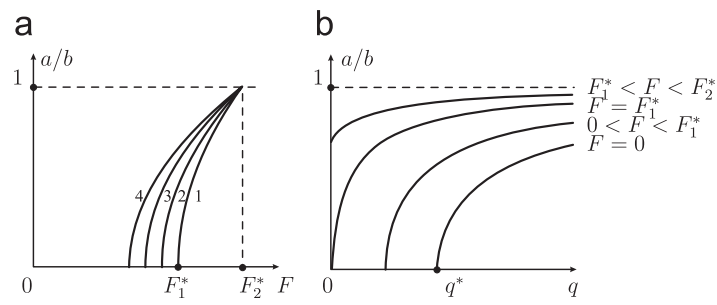 a
a/b
1
4 3 2 1
0 F₁* F₂* F
b
a/b
1
F₁* < F < F₂*
F = F₁*
0 < F < F₁*
F = 0
0 q* q